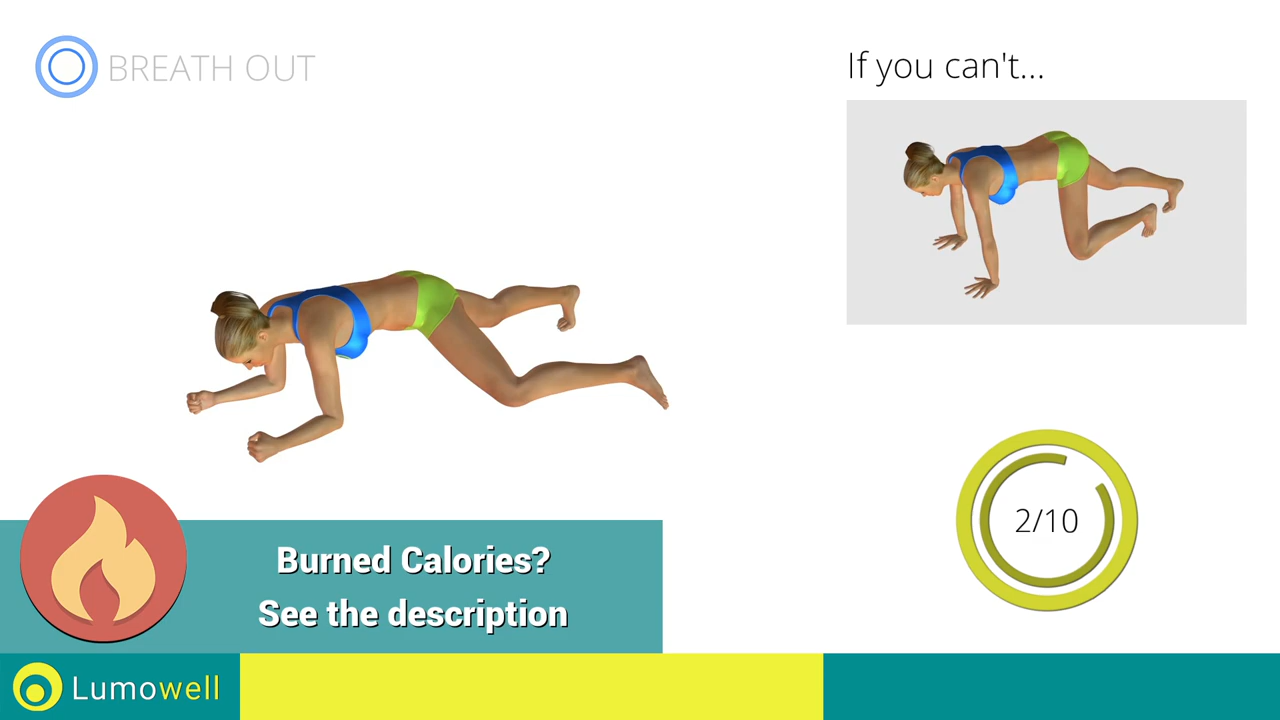 BREATH OUT
If you can't...
2/10
Burned Calories?
See the description
Lumowell